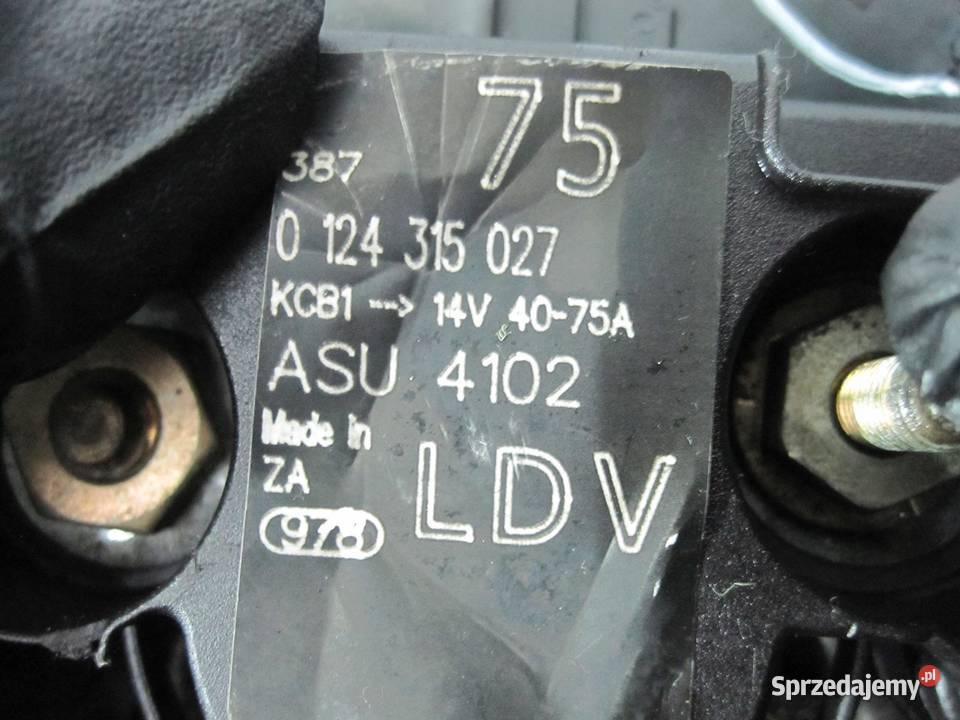 75
387
0 124 315 027
KCB1 --> 14V 40-75A
ASU 4102
Made in
ZA
LDV
978
Sprzedajemy.pl